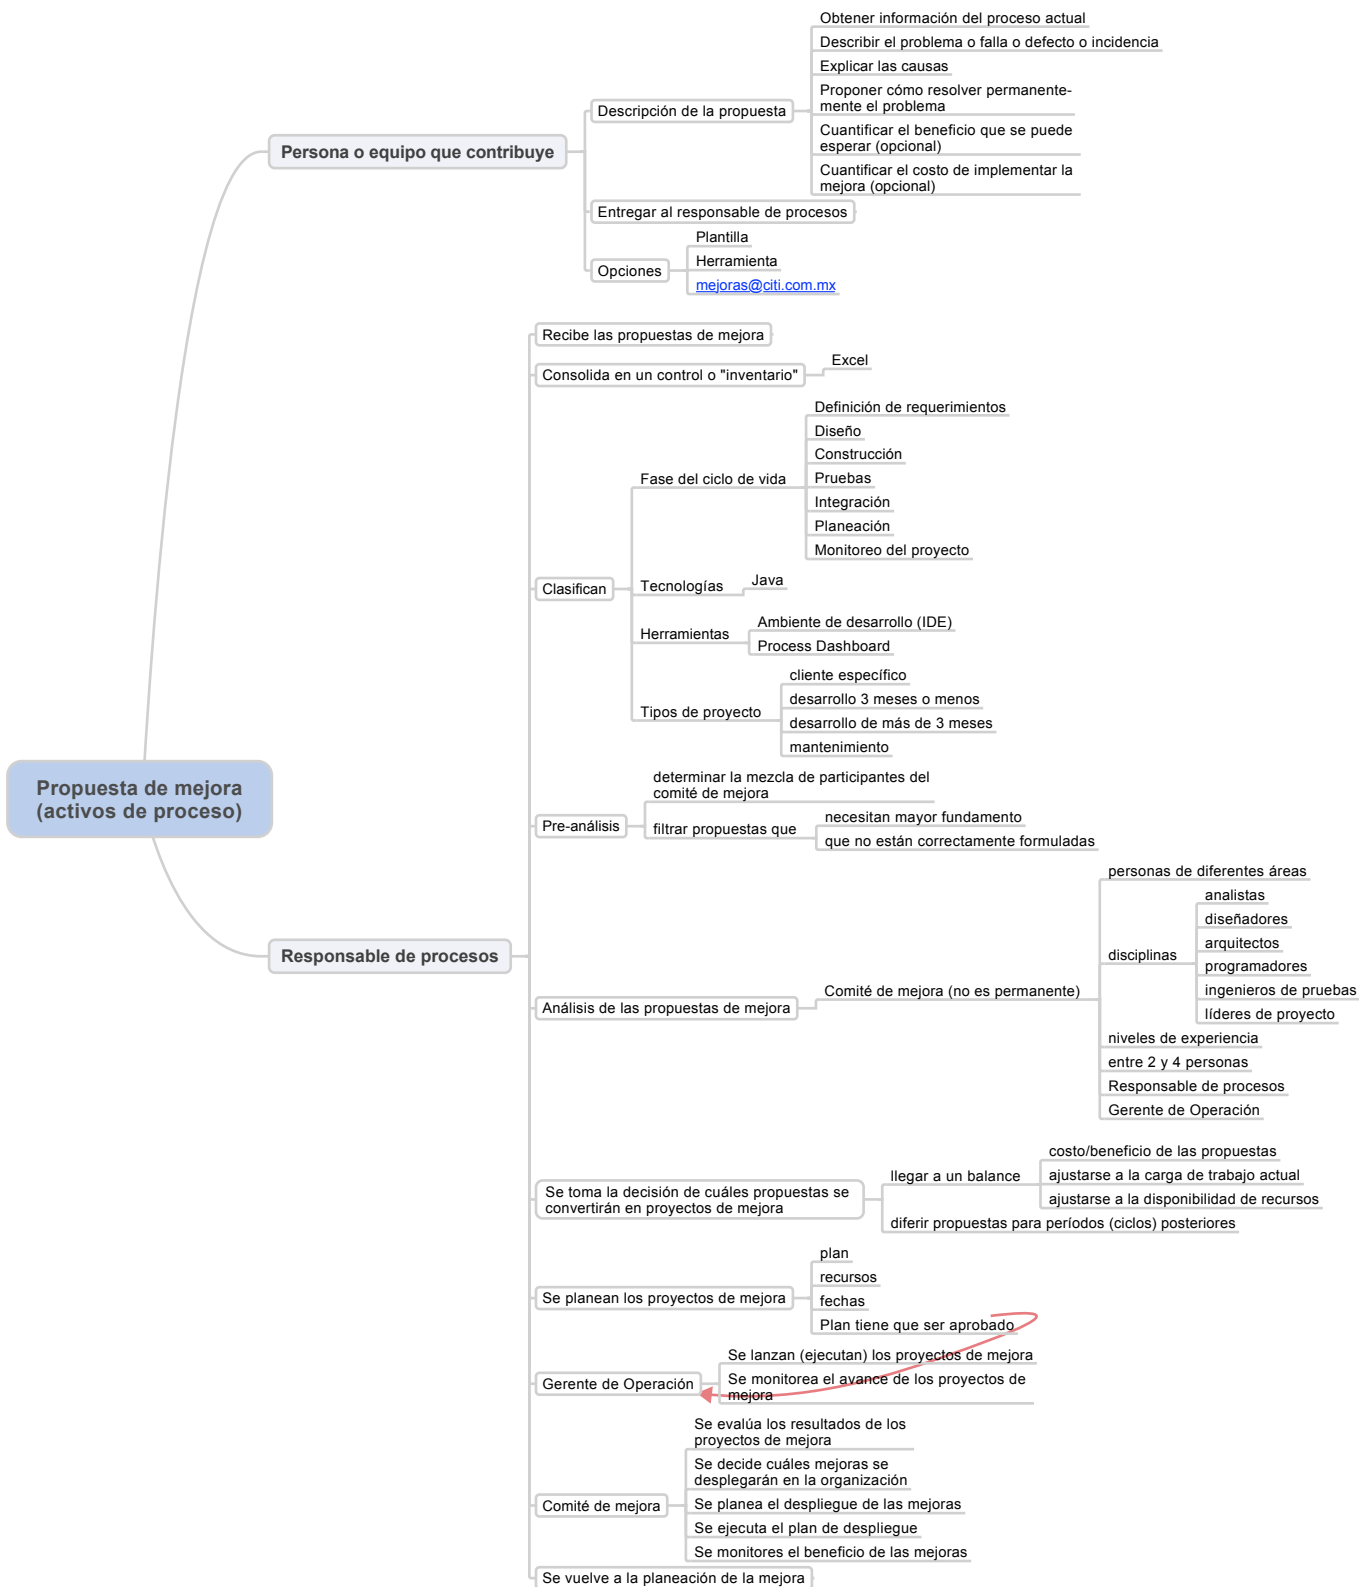 Propuesta de mejora
(activos de proceso)
Persona o equipo que contribuye
Descripción de la propuesta
Obtener información del proceso actual
Describir el problema o falla o defecto o incidencia
Explicar las causas
Proponer cómo resolver permanente-
mente el problema
Cuantificar el beneficio que se puede
esperar (opcional)
Cuantificar el costo de implementar la
mejora (opcional)
Entregar al responsable de procesos
Opciones
Plantilla
Herramienta
mejoras@citi.com.mx
Responsable de procesos
Recibe las propuestas de mejora
Consolida en un control o "inventario"
Excel
Clasifican
Fase del ciclo de vida
Definición de requerimientos
Diseño
Construcción
Pruebas
Integración
Planeación
Monitoreo del proyecto
Tecnologías
Java
Herramientas
Ambiente de desarrollo (IDE)
Process Dashboard
Tipos de proyecto
cliente específico
desarrollo 3 meses o menos
desarrollo de más de 3 meses
mantenimiento
Pre-análisis
determinar la mezcla de participantes del
comité de mejora
filtrar propuestas que
necesitan mayor fundamento
que no están correctamente formuladas
Análisis de las propuestas de mejora
Comité de mejora (no es permanente)
personas de diferentes áreas
disciplinas
analistas
diseñadores
arquitectos
programadores
ingenieros de pruebas
líderes de proyecto
niveles de experiencia
entre 2 y 4 personas
Responsable de procesos
Gerente de Operación
Se toma la decisión de cuáles propuestas se
convertirán en proyectos de mejora
llegar a un balance
costo/beneficio de las propuestas
ajustarse a la carga de trabajo actual
ajustarse a la disponibilidad de recursos
diferir propuestas para períodos (ciclos) posteriores
Se planean los proyectos de mejora
plan
recursos
fechas
Plan tiene que ser aprobado
Gerente de Operación
Se lanzan (ejecutan) los proyectos de mejora
Se monitorea el avance de los proyectos de
mejora
Comité de mejora
Se evalúa los resultados de los
proyectos de mejora
Se decide cuáles mejoras se
desplegarán en la organización
Se planea el despliegue de las mejoras
Se ejecuta el plan de despliegue
Se monitores el beneficio de las mejoras
Se vuelve a la planeación de la mejora